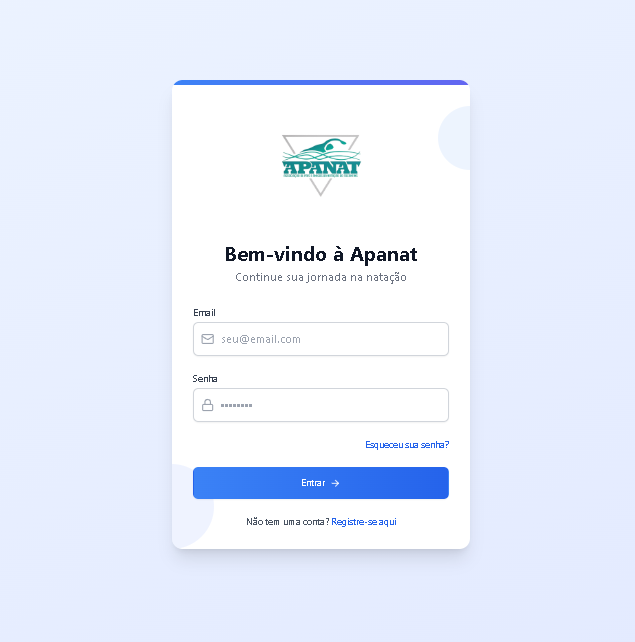 APANAT
Bem-vindo à Apanat
Continue sua jornada na natação
Email
seu@email.com
Senha
••••••••
Esqueceu sua senha?
Entrar →
Não tem uma conta? Registre-se aqui